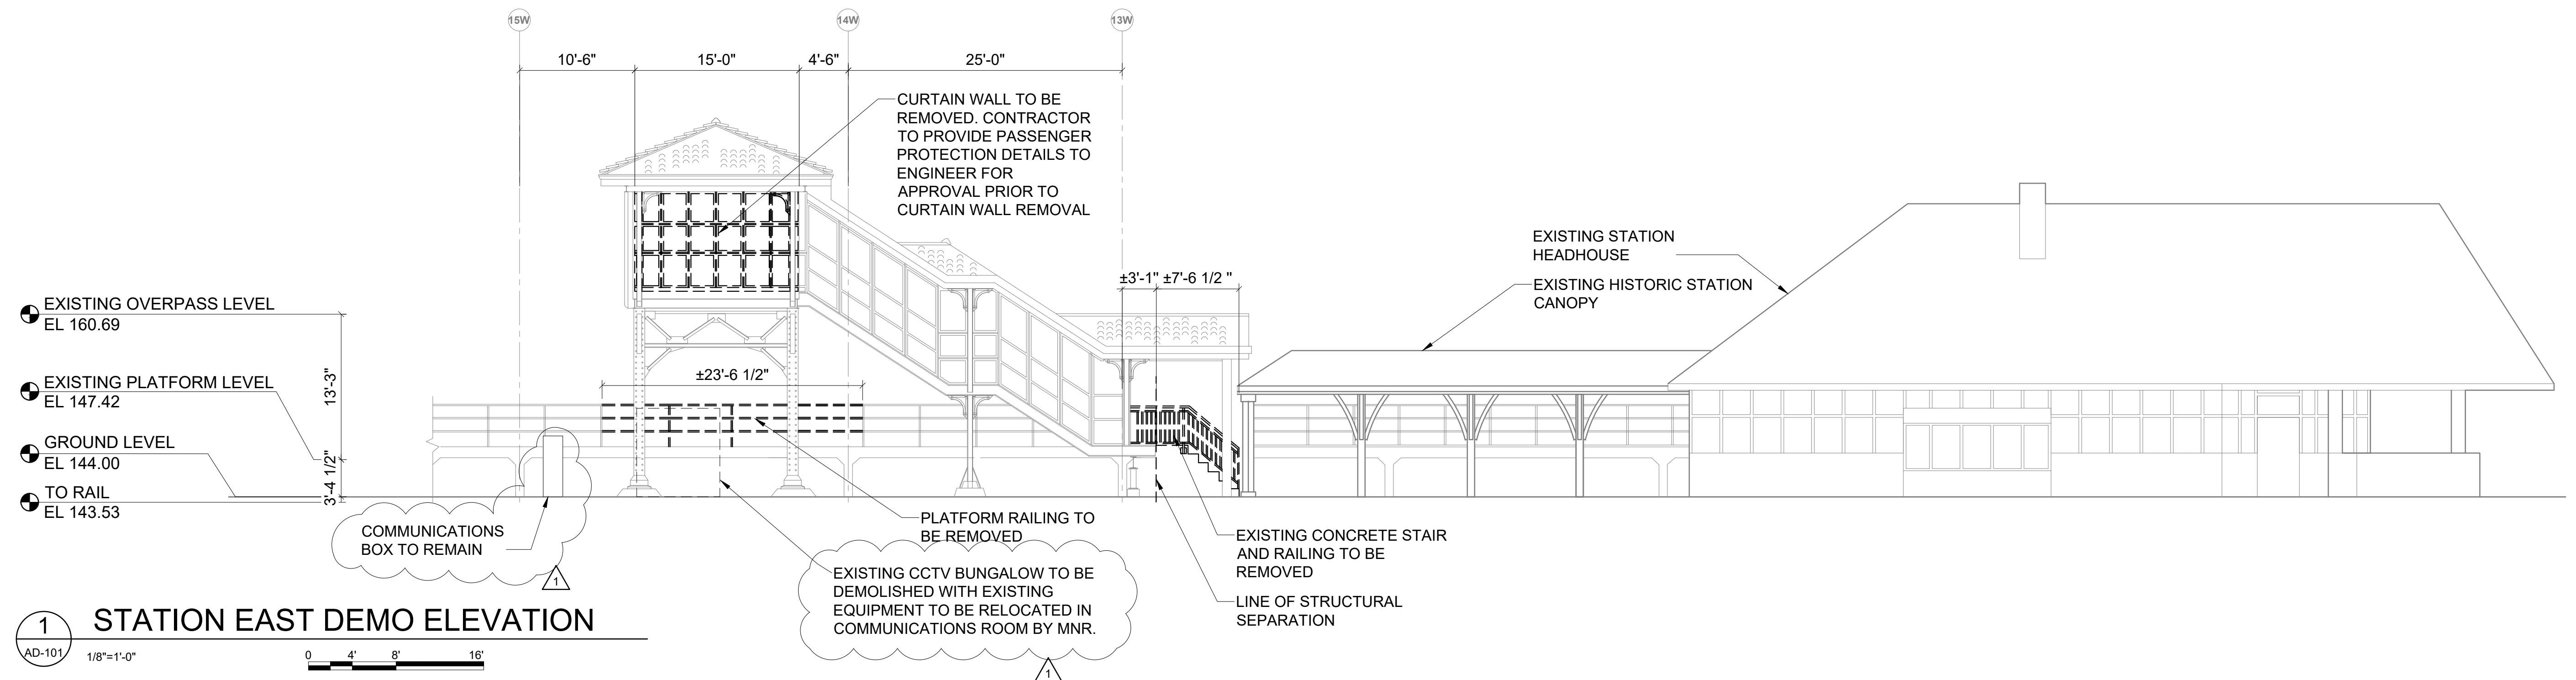 15W
14W
13W
10'-6"
15'-0"
4'-6"
25'-0"
CURTAIN WALL TO BE
REMOVED. CONTRACTOR
TO PROVIDE PASSENGER
PROTECTION DETAILS TO
ENGINEER FOR
APPROVAL PRIOR TO
CURTAIN WALL REMOVAL
EXISTING STATION
HEADHOUSE
EXISTING HISTORIC STATION
CANOPY
±3'-1"
±7'-6 1/2 "
EXISTING OVERPASS LEVEL
EL 160.69
EXISTING PLATFORM LEVEL
EL 147.42
GROUND LEVEL
EL 144.00
TO RAIL
EL 143.53
13'-3"
3'-4 1/2"
±23'-6 1/2"
COMMUNICATIONS
BOX TO REMAIN
1
PLATFORM RAILING TO
BE REMOVED
EXISTING CCTV BUNGALOW TO BE
DEMOLISHED WITH EXISTING
EQUIPMENT TO BE RELOCATED IN
COMMUNICATIONS ROOM BY MNR.
1
EXISTING CONCRETE STAIR
AND RAILING TO BE
REMOVED
LINE OF STRUCTURAL
SEPARATION
1
AD-101
STATION EAST DEMO ELEVATION
1/8"=1'-0"
0 4' 8' 16'